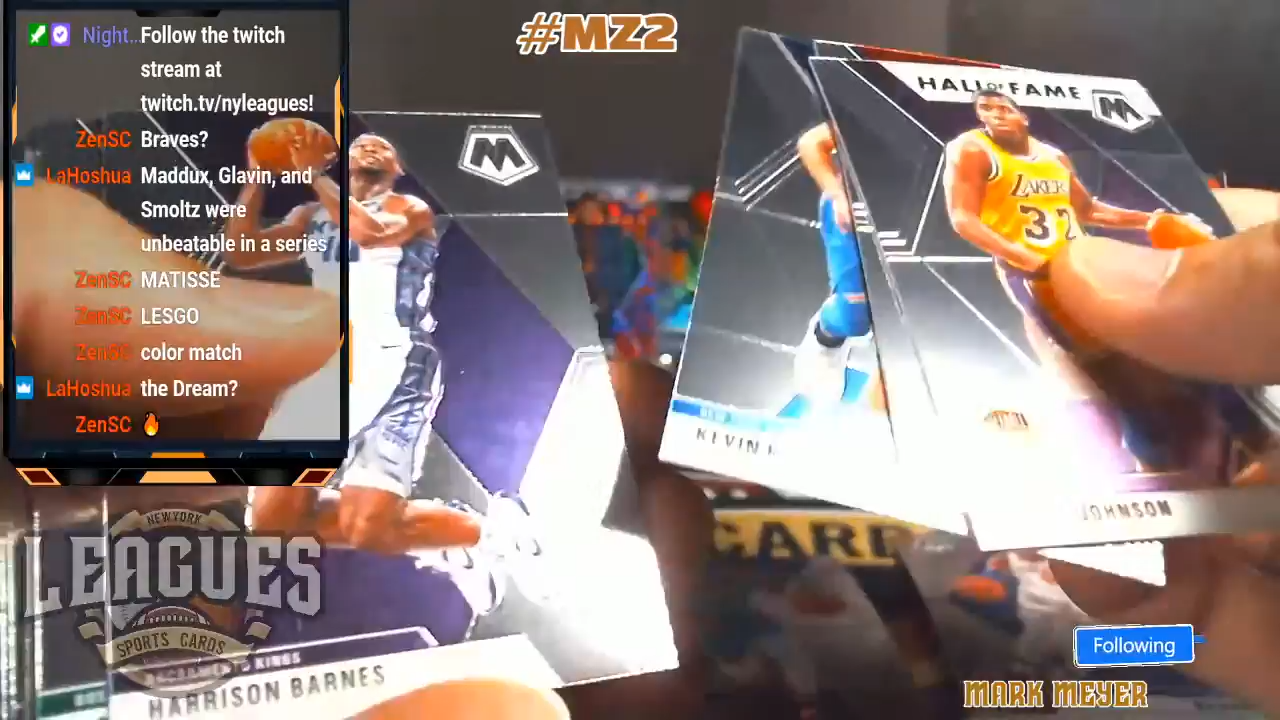 #MZ2
Night... Follow the twitch
stream at
twitch.tv/nyleagues!
ZenSC Braves?
LaHoshua Maddux, Glavin, and
Smoltz were
unbeatable in a series
ZenSC MATISSE
ZenSC LESGO
ZenSC color match
LaHoshua the Dream?
ZenSC 🔥
HALL OF FAME
M
M
LAKER
32
KEVIN
JOHNSON
CARD
NEW YORK
LEAGUES
SPORTS CARDS
KINGS
HARRISON BARNES
Following
MARK MEYER